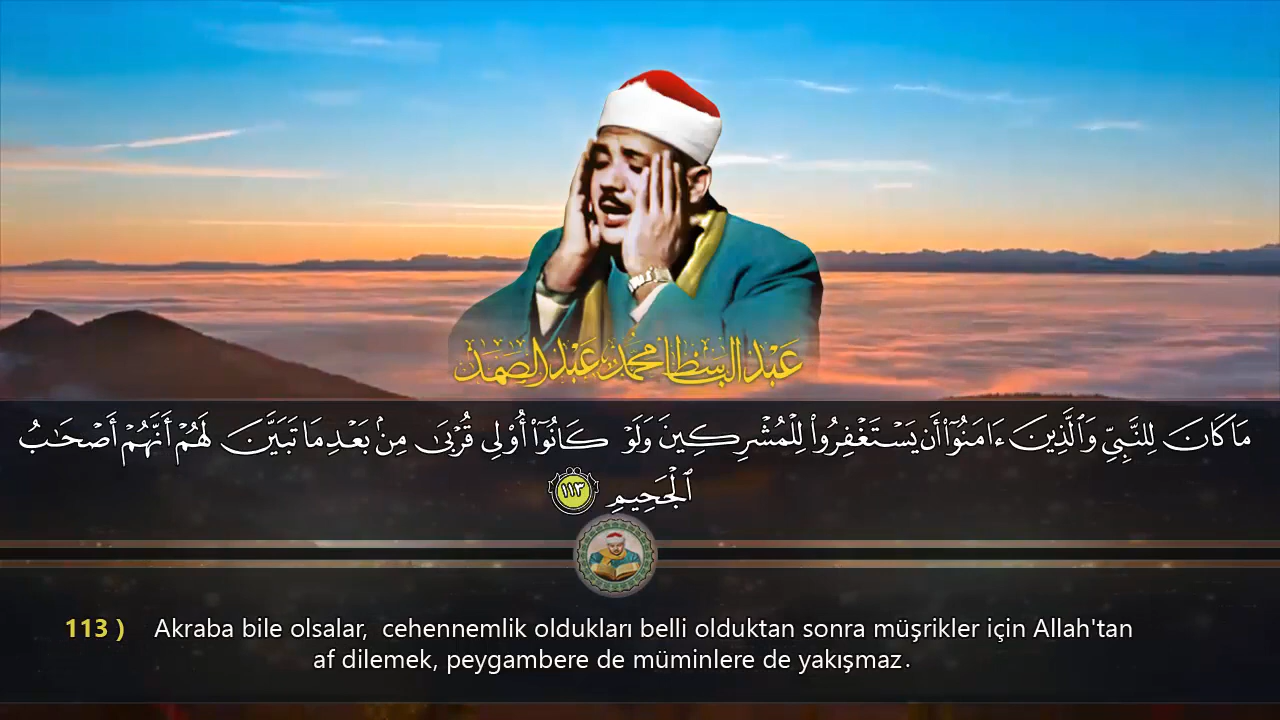 عبد الباسط محمد عبد الصمد
مَا كَانَ لِلنَّبِيِّ وَٱلَّذِينَ ءَامَنُوٓا۟ أَن يَسْتَغْفِرُوا۟ لِلْمُشْرِكِينَ وَلَوْ كَانُوٓا۟ أُو۟لِى قُرْبَىٰ مِنۢ بَعْدِ مَا تَبَيَّنَ لَهُمْ أَنَّهُمْ أَصْحَـٰبُ
ٱلْجَحِيمِ ١١٣
113 ) Akraba bile olsalar, cehennemlik oldukları belli olduktan sonra müşrikler için Allah'tan
af dilemek, peygambere de müminlere de yakışmaz.